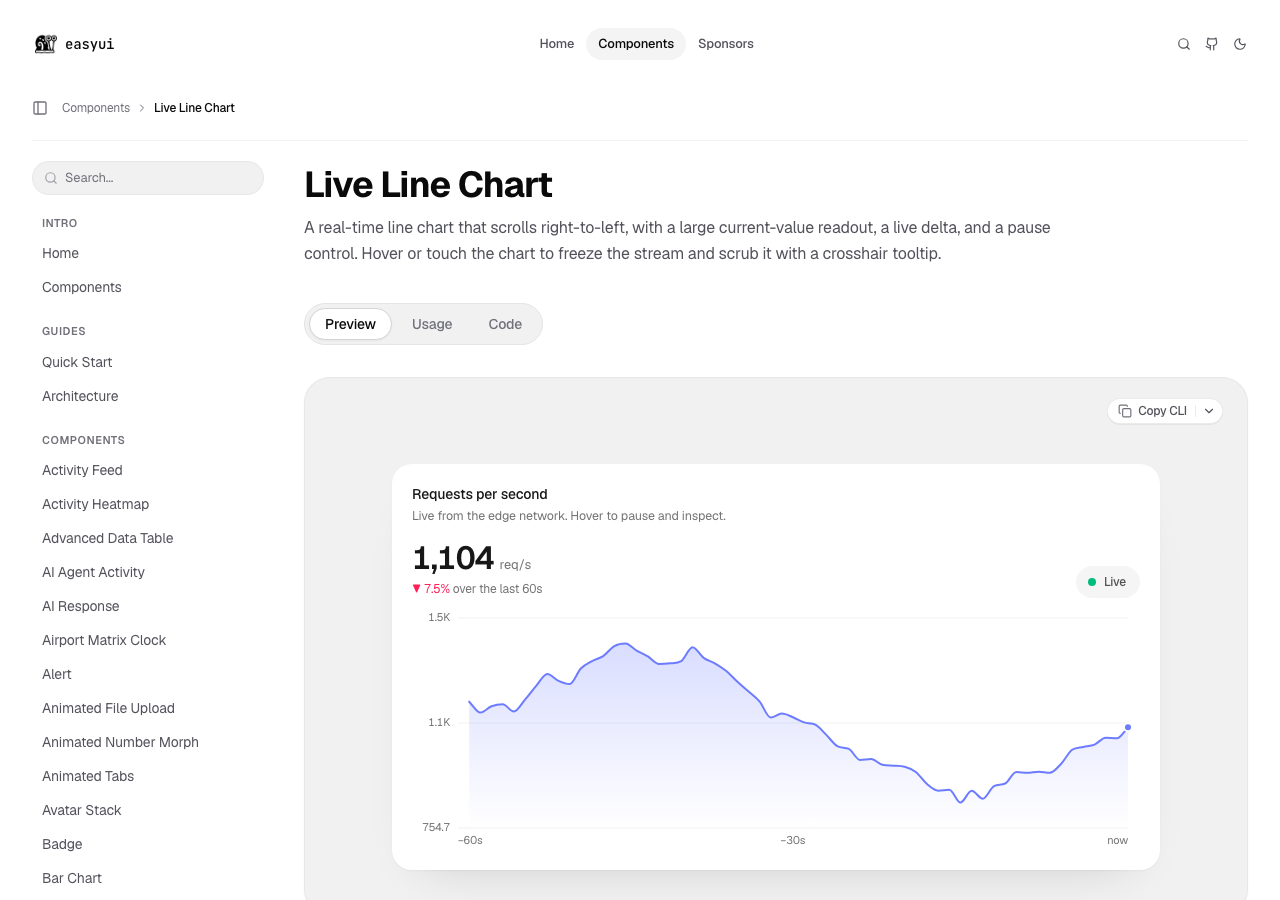 easyui
Home
Components
Sponsors
Components
Live Line Chart
Search...
INTRO
Home
Components
GUIDES
Quick Start
Architecture
COMPONENTS
Activity Feed
Activity Heatmap
Advanced Data Table
AI Agent Activity
AI Response
Airport Matrix Clock
Alert
Animated File Upload
Animated Number Morph
Animated Tabs
Avatar Stack
Badge
Bar Chart
Live Line Chart
A real-time line chart that scrolls right-to-left, with a large current-value readout, a live delta, and a pause
control. Hover or touch the chart to freeze the stream and scrub it with a crosshair tooltip.
Preview
Usage
Code
Copy CLI
Requests per second
Live from the edge network. Hover to pause and inspect.
1,104 req/s
▼ 7.5% over the last 60s
Live
1.5K
1.1K
754.7
−60s
−30s
now